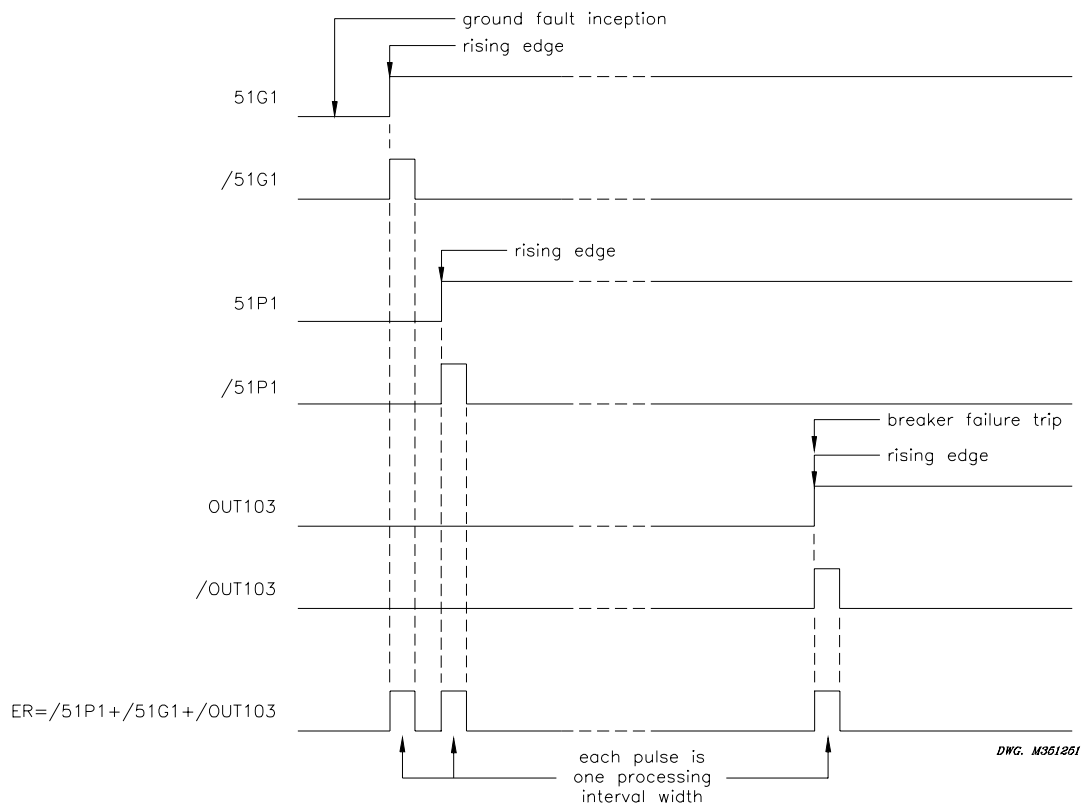 ground fault inception
rising edge
51G1
/51G1
rising edge
51P1
/51P1
breaker failure trip
rising edge
OUT103
/OUT103
ER=/51P1+/51G1+/OUT103
each pulse is
one processing
interval width
DWG. M351251